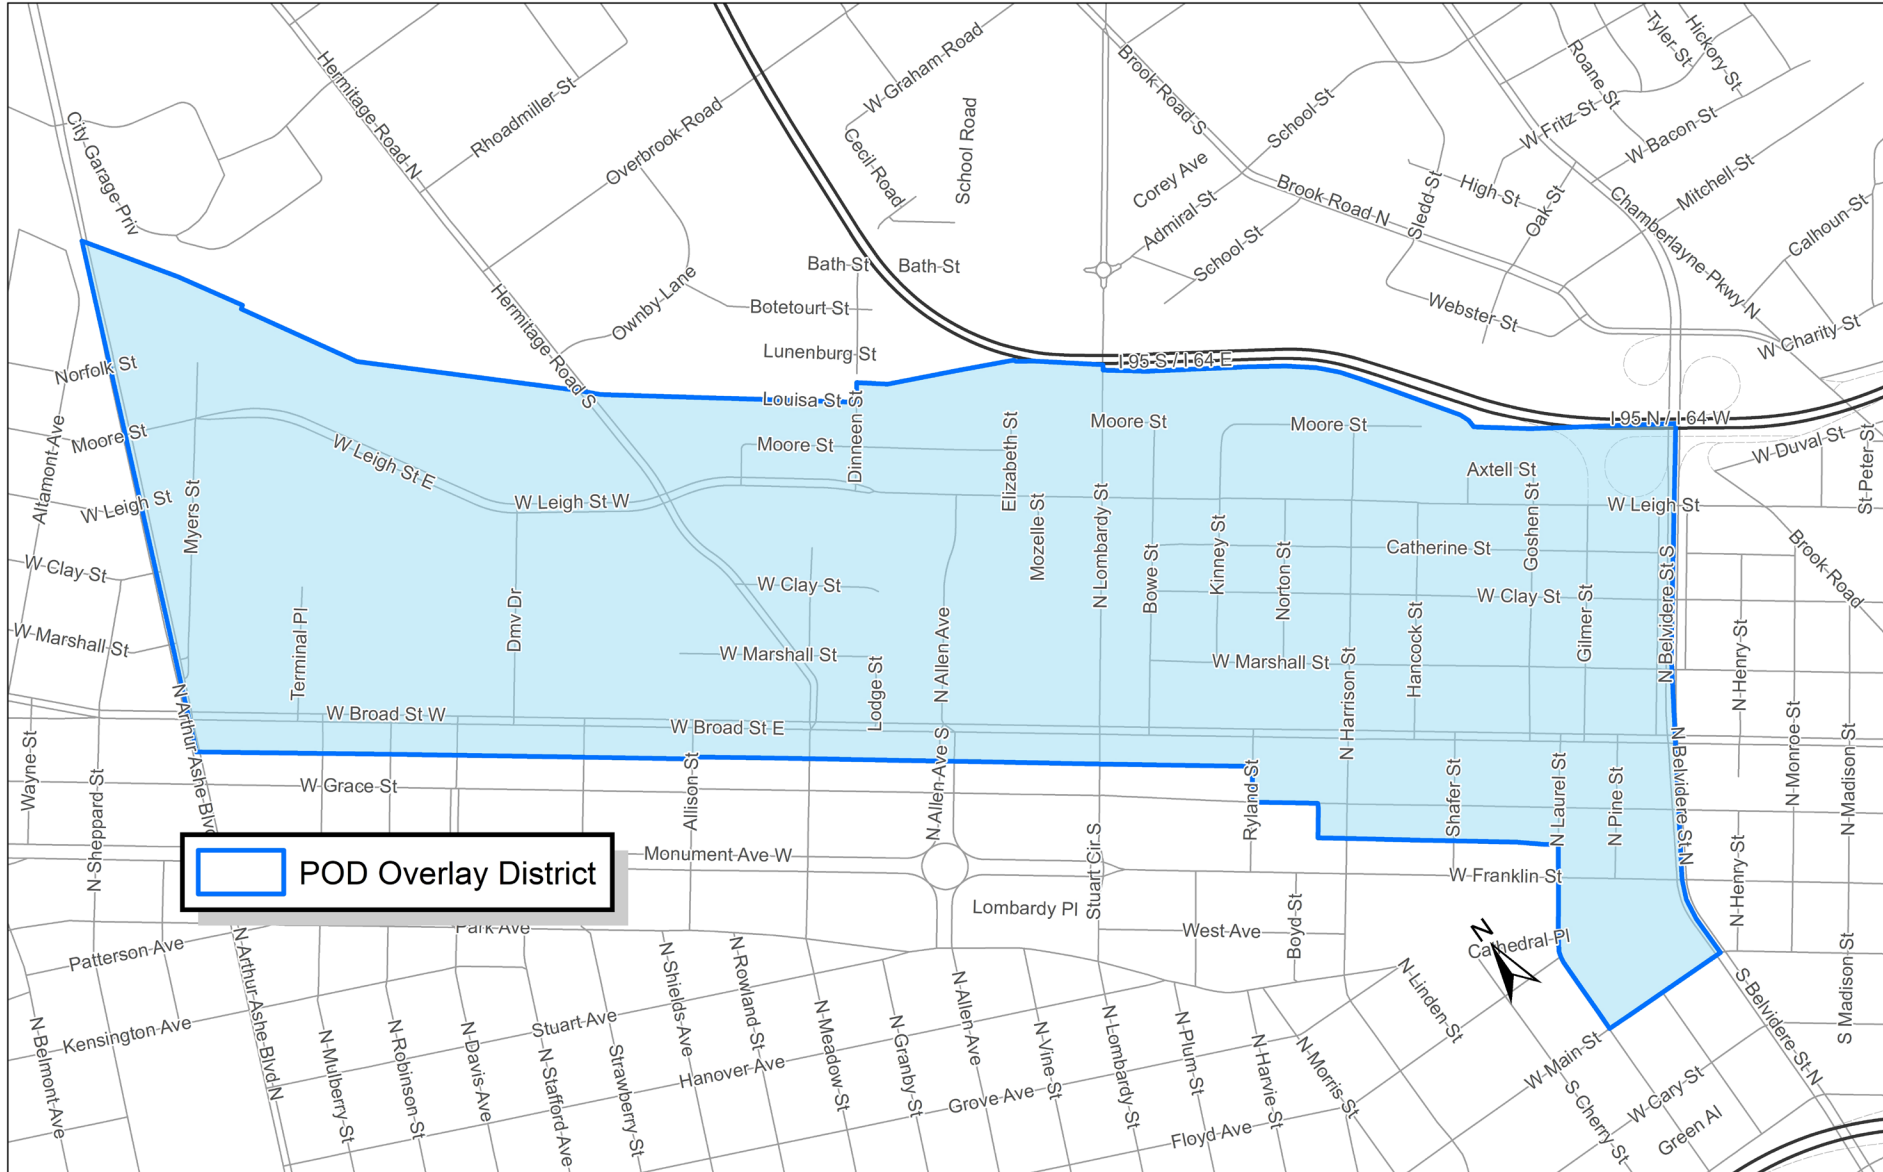 Hermitage Road N
Rhoadmiller St
Overbrook Road
W Graham Road
Cecil Road
School Road
Brook Road S
School St
Roane St
Tyler St
Hickory St
W Fritz St
W Bacon St
Mitchell St
High St
Oak St
Sledd St
Corey Ave
Admiral St
School St
Brook Road N
Chamberlayne Pkwy N
Calhoun St
City Garage Priv
Bath St
Bath St
Botetourt St
Ownby Lane
Lunenburg St
Hermitage Road S
Webster St
W Charity St
I 95 S / I 64 E
I 95 N / I 64 W
Norfolk St
Louisa St
Dinneen St
Moore St
Altamont Ave
W Leigh St E
Moore St
Elizabeth St
Moore St
Moore St
W Duval St
St Peter St
Axtell St
W Leigh St
Myers St
W Leigh St W
Mozelle St
N Lombardy St
Bowe St
Kinney St
Norton St
Catherine St
Goshen St
W Leigh St
Brook Road
W Clay St
W Clay St
W Clay St
W Marshall St
Terminal Pl
Dmv Dr
W Marshall St
Lodge St
N Allen Ave
W Marshall St
N Harrison St
Hancock St
Gilmer St
N Belvidere St S
N Henry St
N Monroe St
N Madison St
W Broad St W
W Broad St E
Wayne St
N Sheppard St
N Arthur Ashe Blvd
W Grace St
Allison St
N Allen Ave S
Ryland St
Shafer St
N Laurel St
N Pine St
N Belvidere St N
Monument Ave W
Stuart Cir S
W Franklin St
N Henry St
POD Overlay District
Lombardy Pl
West Ave
Boyd St
Cathedral Pl
N
Patterson Ave
Park Ave
N Arthur Ashe Blvd N
N Shields Ave
N Rowland St
N Linden St
S Belvidere St N
S Madison St
Kensington Ave
N Belmont Ave
N Mulberry St
N Robinson St
N Davis Ave
Stuart Ave
N Stafford Ave
Strawberry St
Hanover Ave
N Meadow St
N Granby St
N Allen Ave
Grove Ave
N Vine St
N Lombardy St
N Plum St
N Harvie St
N Morris St
Floyd Ave
W Main St
S Cherry St
W Cary St
Green Al